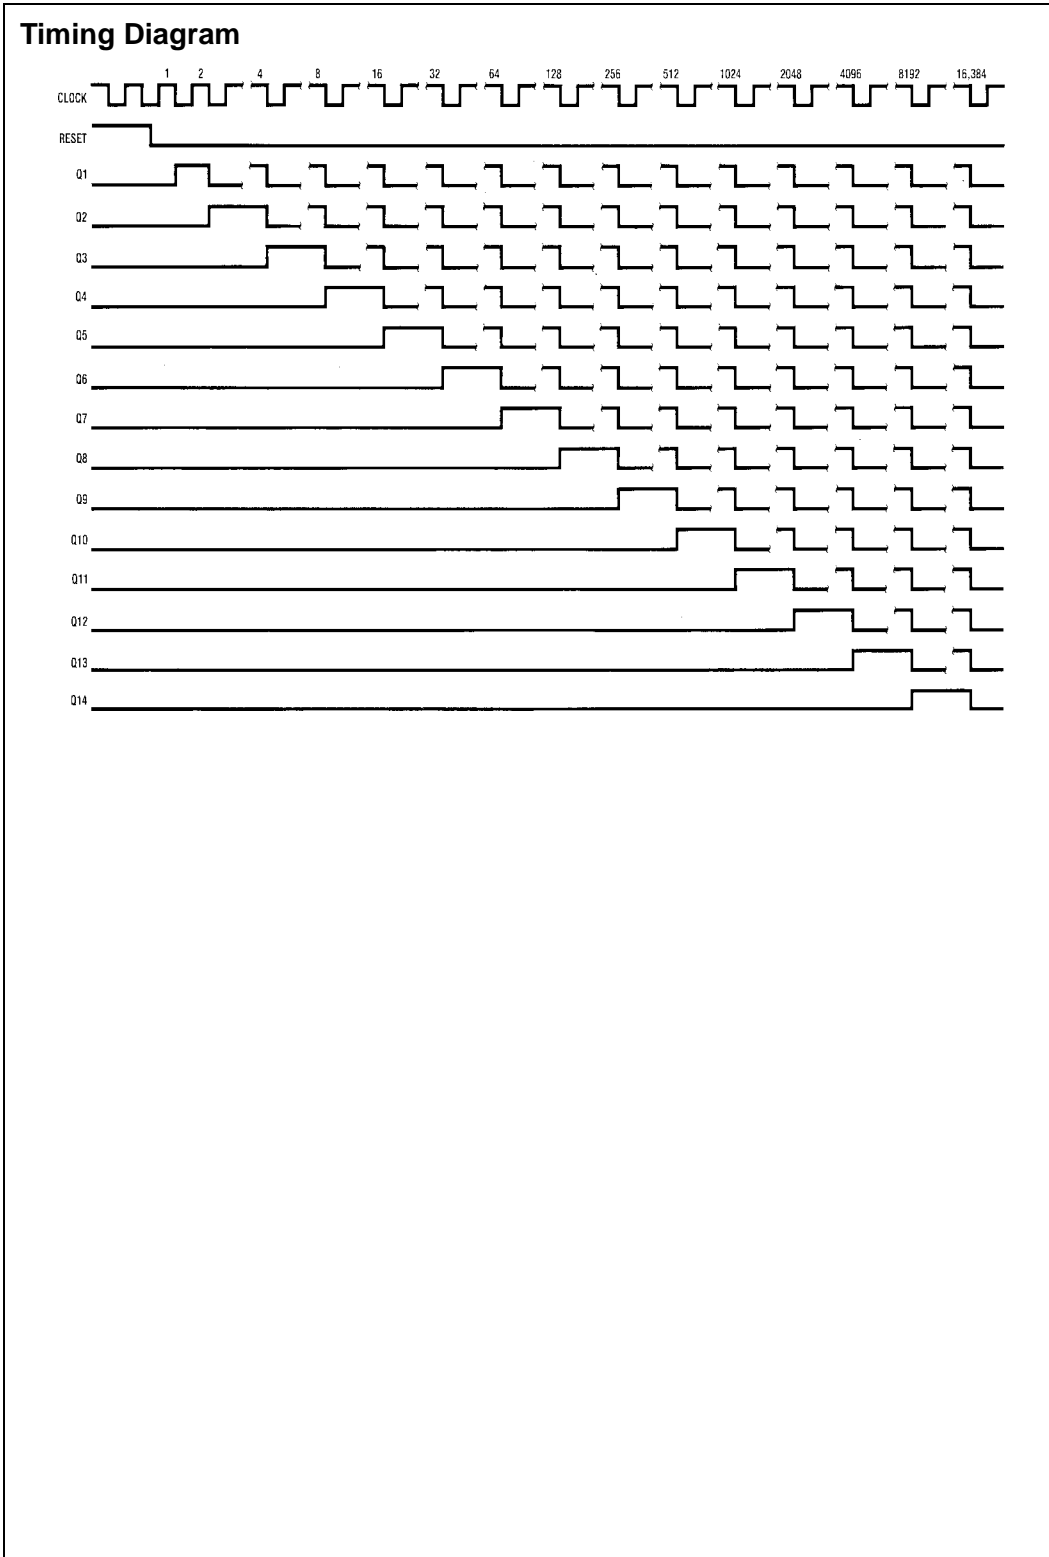 Timing Diagram
1 2 4 8 16 32 64 128 256 512 1024 2048 4096 8192 16,384
CLOCK
RESET
Q1
Q2
Q3
Q4
Q5
Q6
Q7
Q8
Q9
Q10
Q11
Q12
Q13
Q14